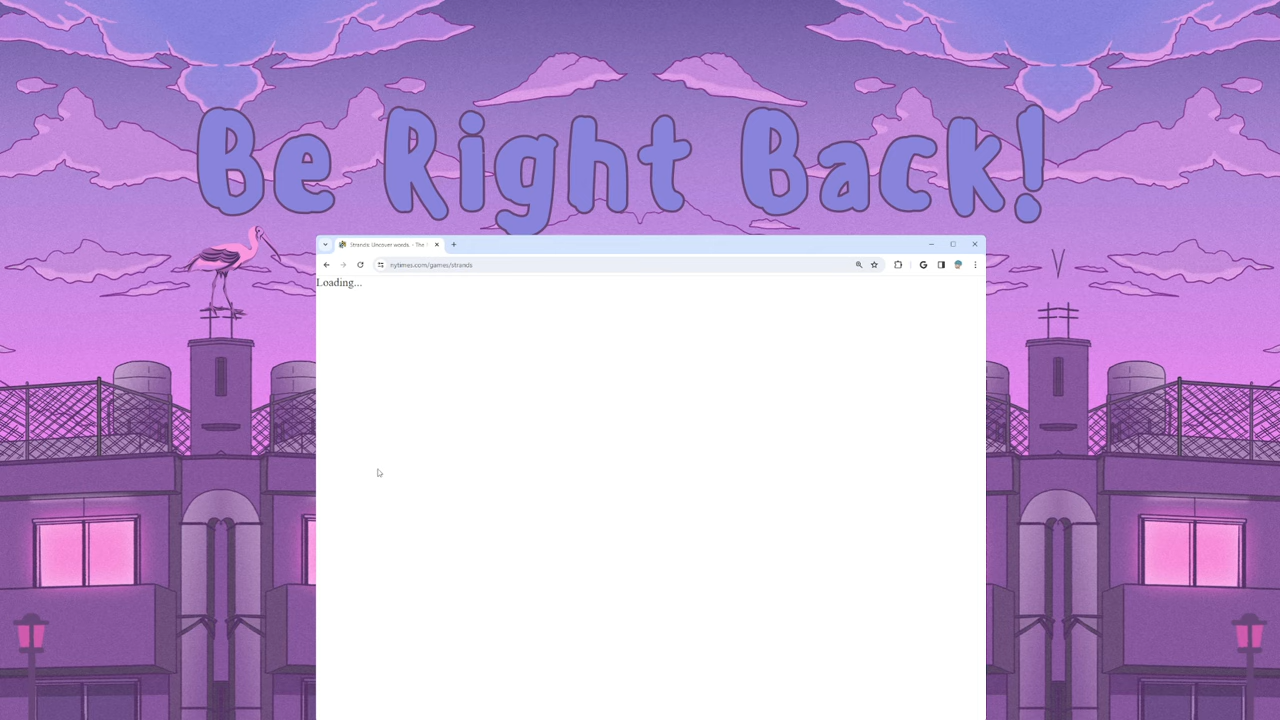 Be Right Back!
Strands: Uncover words. - The
nytimes.com/games/strands
Loading...